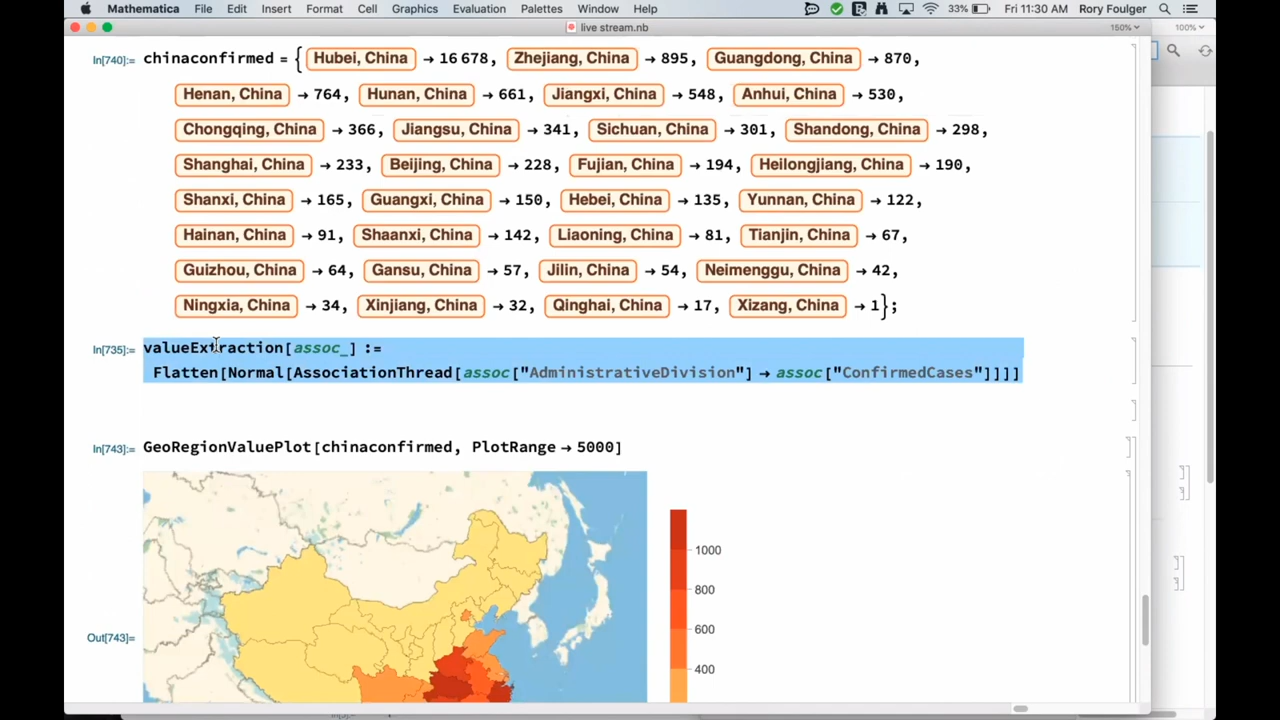 Mathematica File Edit Insert Format Cell Graphics Evaluation Palettes Window Help 33% Fri 11:30 AM Rory Foulger
live stream.nb 150% 100%
In[740]:= chinaconfirmed = {Hubei, China → 16 678, Zhejiang, China → 895, Guangdong, China → 870,
Henan, China → 764, Hunan, China → 661, Jiangxi, China → 548, Anhui, China → 530,
Chongqing, China → 366, Jiangsu, China → 341, Sichuan, China → 301, Shandong, China → 298,
Shanghai, China → 233, Beijing, China → 228, Fujian, China → 194, Heilongjiang, China → 190,
Shanxi, China → 165, Guangxi, China → 150, Hebei, China → 135, Yunnan, China → 122,
Hainan, China → 91, Shaanxi, China → 142, Liaoning, China → 81, Tianjin, China → 67,
Guizhou, China → 64, Gansu, China → 57, Jilin, China → 54, Neimenggu, China → 42,
Ningxia, China → 34, Xinjiang, China → 32, Qinghai, China → 17, Xizang, China → 1};
In[735]:= valueExtraction[assoc_] :=
Flatten[Normal[AssociationThread[assoc["AdministrativeDivision"] → assoc["ConfirmedCases"]]]]
In[743]:= GeoRegionValuePlot[chinaconfirmed, PlotRange → 5000]
1000
800
600
Out[743]=
400